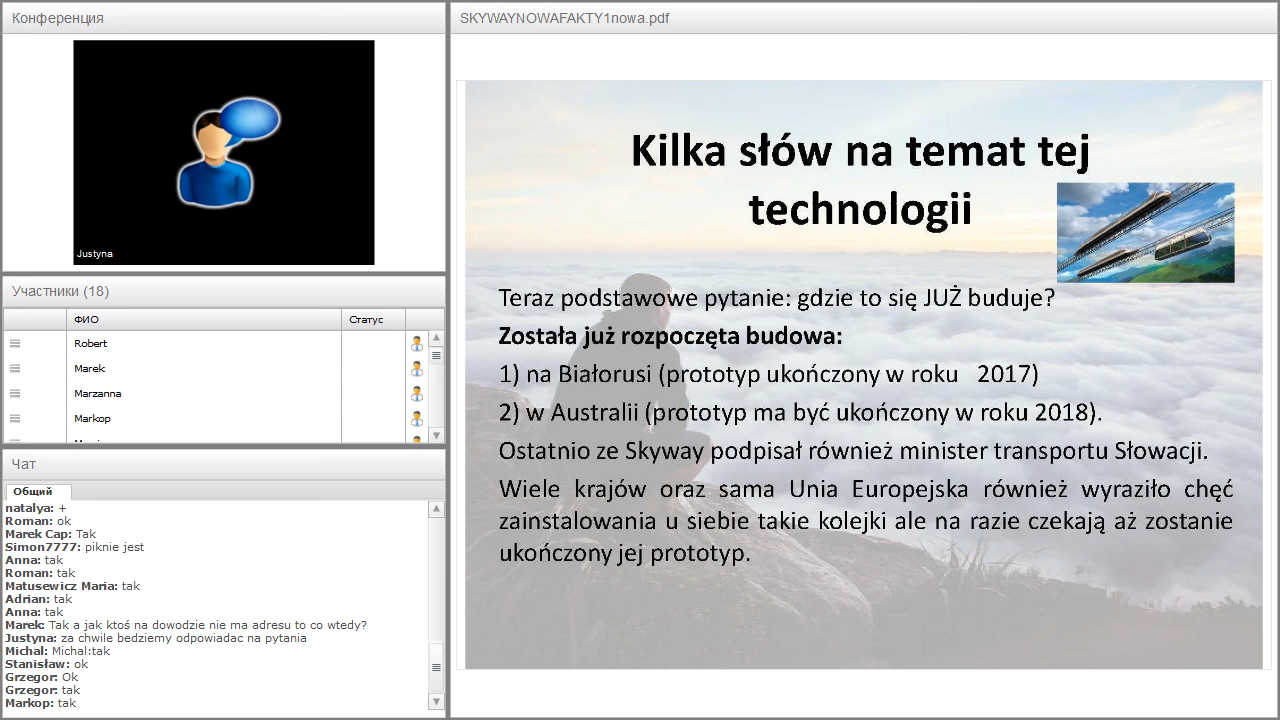 Конференция
Justyna
Участники (18)
ФИО
Статус
Robert
Marek
Marzanna
Markop
Чат
Общий
natalya: +
Roman: ok
Marek Cap: Tak
Simon7777: piknie jest
Anna: tak
Roman: tak
Matusewicz Maria: tak
Adrian: tak
Anna: tak
Marek: Tak a jak ktoś na dowodzie nie ma adresu to co wtedy?
Justyna: za chwile bedziemy odpowiadac na pytania
Michal: Michal:tak
Stanisław: ok
Grzegor: Ok
Grzegor: tak
Markop: tak
SKYWAYNOWAFAKTY1nowa.pdf
Kilka słów na temat tej
technologii
Teraz podstawowe pytanie: gdzie to się JUŻ buduje?
Została już rozpoczęta budowa:
1) na Białorusi (prototyp ukończony w roku 2017)
2) w Australii (prototyp ma być ukończony w roku 2018).
Ostatnio ze Skyway podpisał również minister transportu Słowacji.
Wiele krajów oraz sama Unia Europejska również wyraziło chęć
zainstalowania u siebie takie kolejki ale na razie czekają aż zostanie
ukończony jej prototyp.